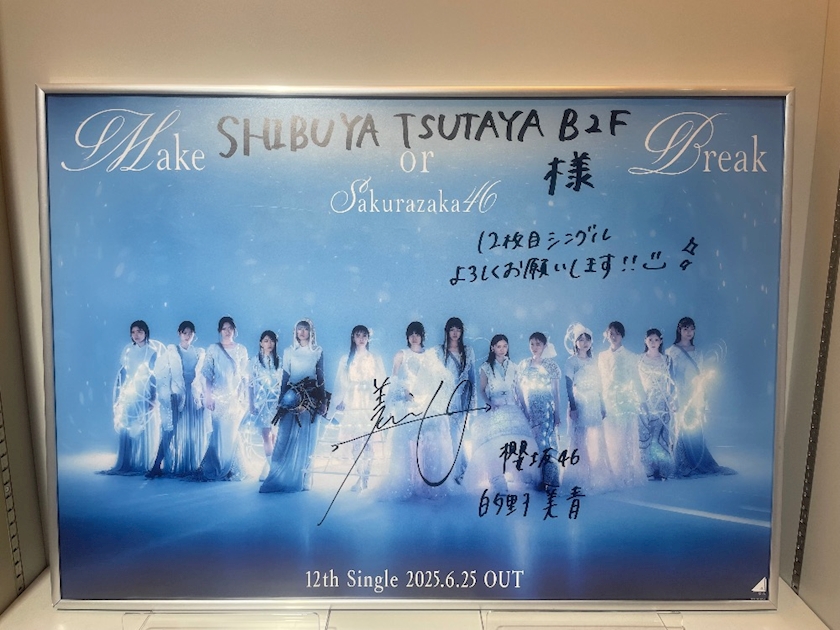 SHIBUYA TSUTAYA B2F
様
Make or Break
Sakurazaka46
12枚目シングル
よろしくお願いします!!
櫻坂46
的野美青
12th Single 2025.6.25 OUT